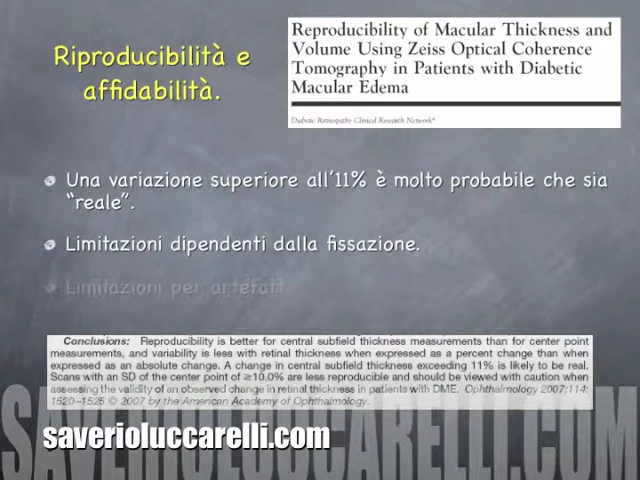 Riproducibilità e
affidabilità.
Reproducibility of Macular Thickness and
Volume Using Zeiss Optical Coherence
Tomography in Patients with Diabetic
Macular Edema
Diabetic Retinopathy Clinical Research Network*
Una variazione superiore all'11% è molto probabile che sia
"reale".
Limitazioni dipendenti dalla fissazione.
Limitazioni per artefatt
Conclusions: Reproducibility is better for central subfield thickness measurements than for center point
measurements, and variability is less with retinal thickness when expressed as a percent change than when
expressed as an absolute change. A change in central subfield thickness exceeding 11% is likely to be real.
Scans with an SD of the center point of ≥10.0% are less reproducible and should be viewed with caution when
assessing the validity of an observed change in retinal thickness in patients with DME. Ophthalmology 2007;114:
1520–1525 © 2007 by the American Academy of Ophthalmology.
SAVERIOLUCCARELLI.COM
saverioluccarelli.com